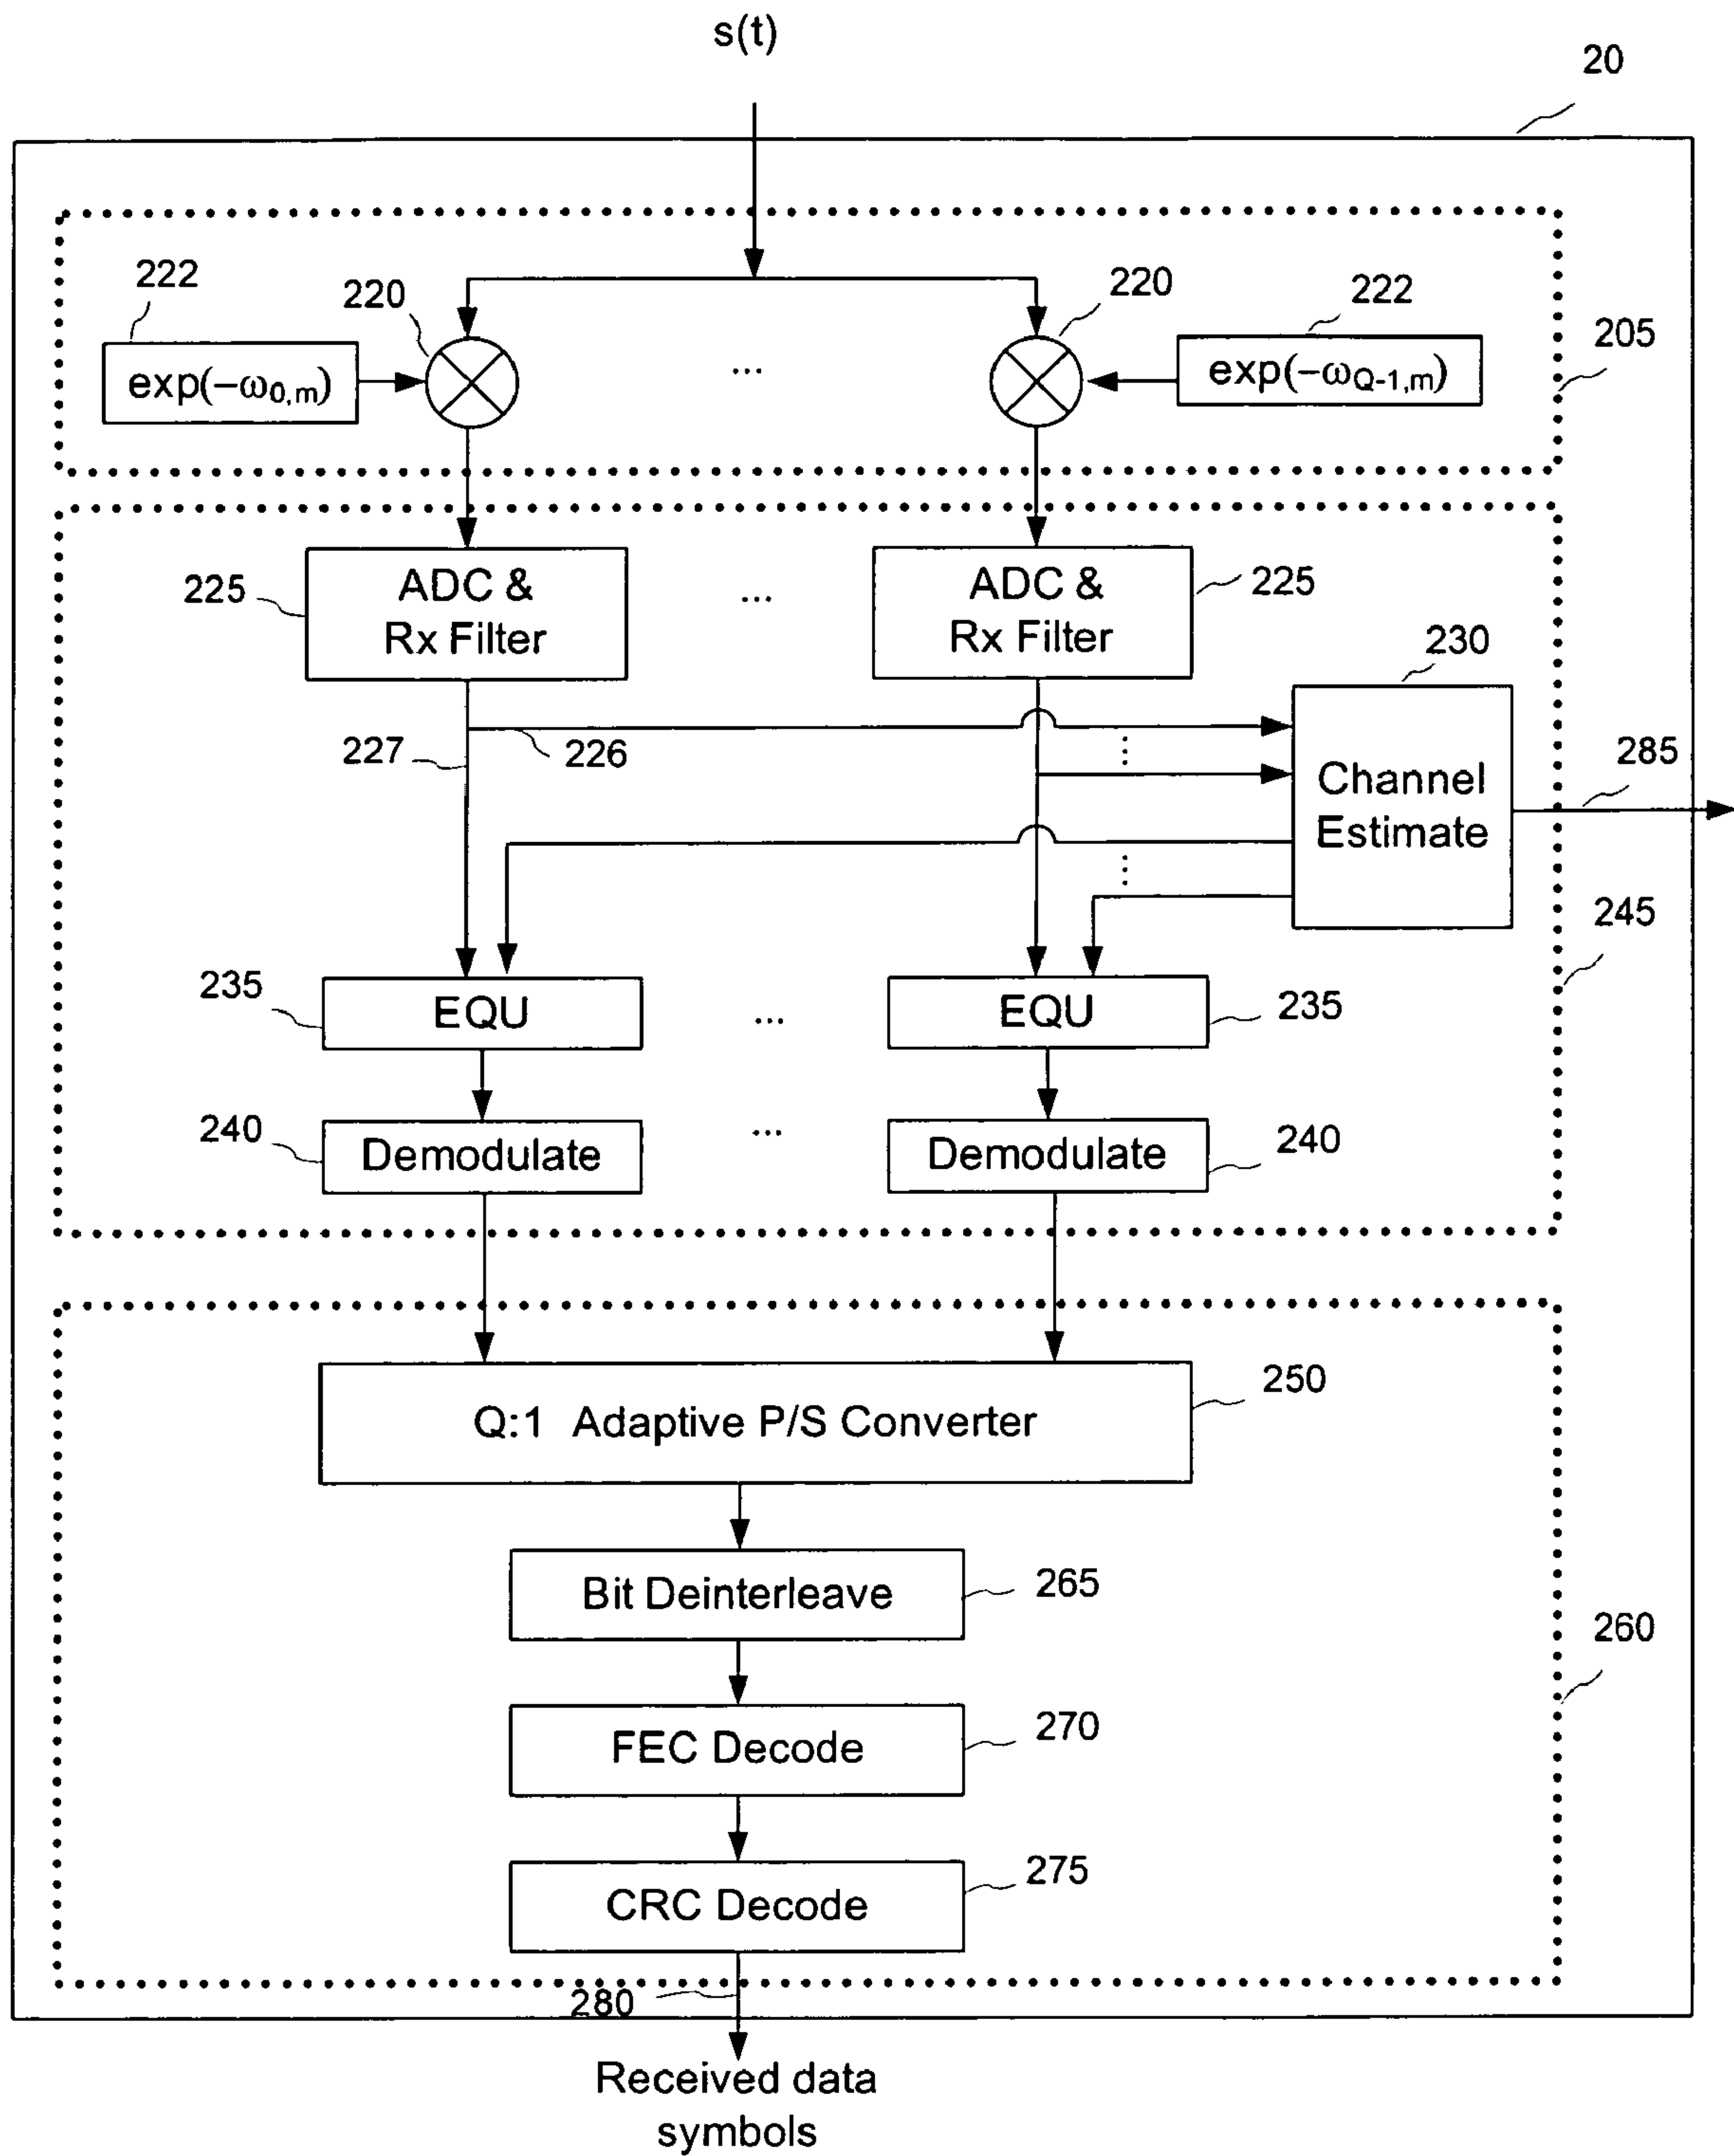 s(t)
20
222
220
220
222
205
exp(−ω0,m)
...
exp(−ωQ-1,m)
225
ADC &
Rx Filter
...
ADC &
Rx Filter
225
230
227
226
...
Channel
Estimate
285
...
245
235
EQU
...
EQU
235
240
Demodulate
...
Demodulate
240
Q:1 Adaptive P/S Converter
250
Bit Deinterleave
265
260
FEC Decode
270
CRC Decode
275
280
Received data
symbols